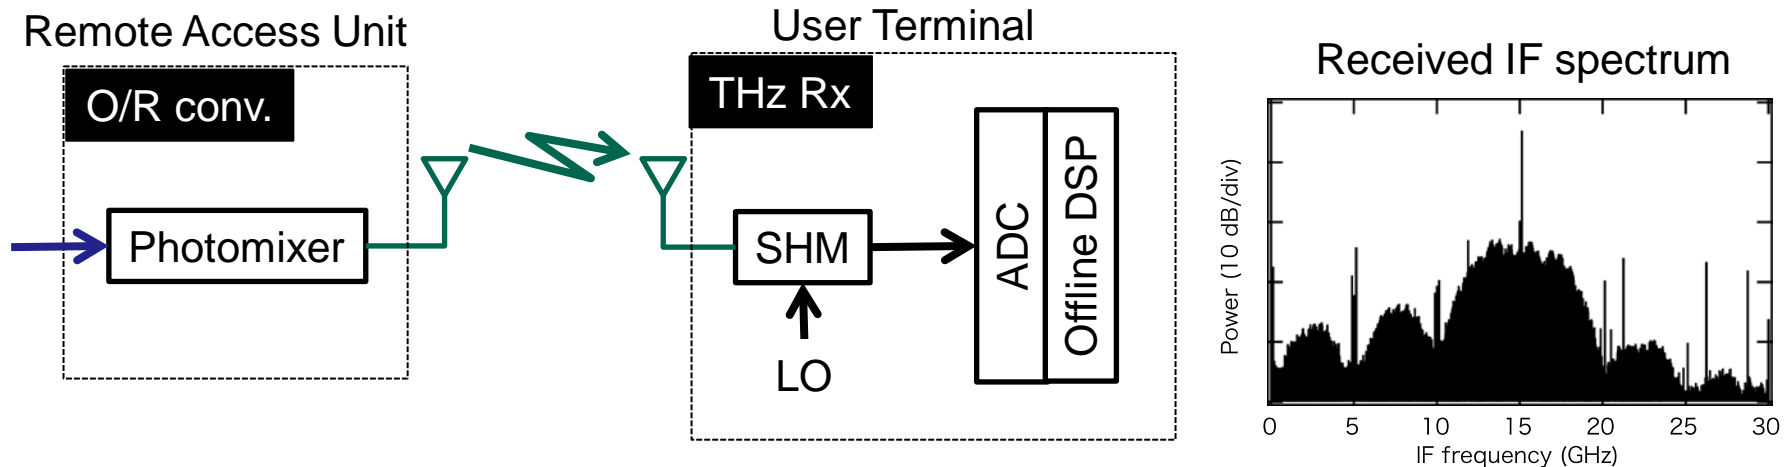 Remote Access Unit
O/R conv.
Photomixer
User Terminal
THz Rx
SHM
LO
ADC
Offline DSP
Received IF spectrum
Power (10 dB/div)
0 5 10 15 20 25 30
IF frequency (GHz)